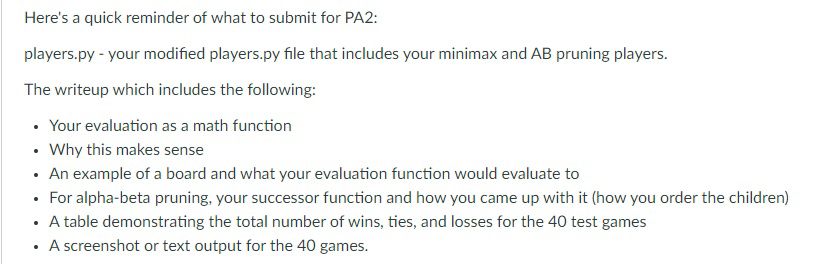 Here's a quick reminder of what to submit for PA2:
players.py - your modified players.py file that includes your minimax and AB pruning players.
The writeup which includes the following:
• Your evaluation as a math function
• Why this makes sense
• An example of a board and what your evaluation function would evaluate to
• For alpha-beta pruning, your successor function and how you came up with it (how you order the children)
• A table demonstrating the total number of wins, ties, and losses for the 40 test games
• A screenshot or text output for the 40 games.